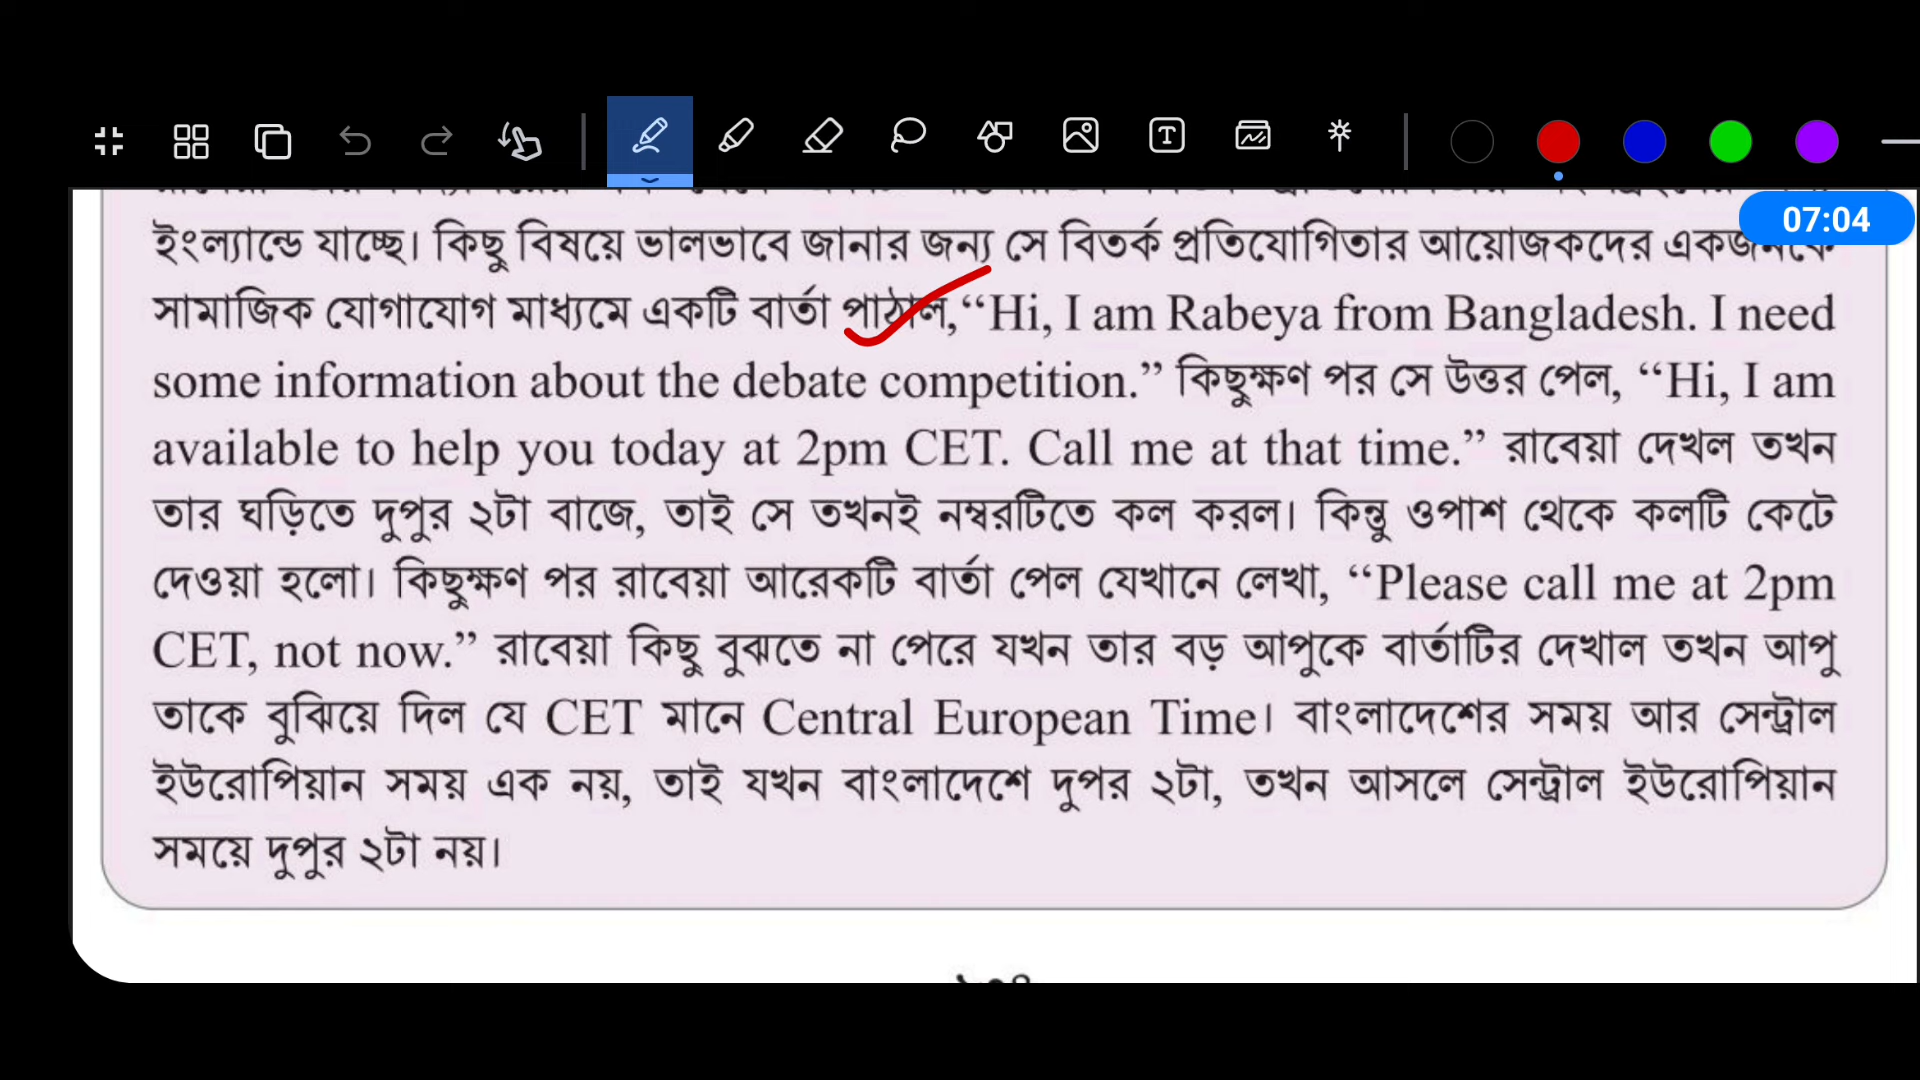 07:04
ইংল্যান্ডে যাচ্ছে। কিছু বিষয়ে ভালভাবে জানার জন্য সে বিতর্ক প্রতিযোগিতার আয়োজকদের একজনকে
সামাজিক যোগাযোগ মাধ্যমে একটি বার্তা পাঠাল,“Hi, I am Rabeya from Bangladesh. I need
some information about the debate competition.” কিছুক্ষণ পর সে উত্তর পেল, “Hi, I am
available to help you today at 2pm CET. Call me at that time.” রাবেয়া দেখল তখন
তার ঘড়িতে দুপুর ২টা বাজে, তাই সে তখনই নম্বরটিতে কল করল। কিন্তু ওপাশ থেকে কলটি কেটে
দেওয়া হলো। কিছুক্ষণ পর রাবেয়া আরেকটি বার্তা পেল যেখানে লেখা, “Please call me at 2pm
CET, not now.” রাবেয়া কিছু বুঝতে না পেরে যখন তার বড় আপুকে বার্তাটির দেখাল তখন আপু
তাকে বুঝিয়ে দিল যে CET মানে Central European Time। বাংলাদেশের সময় আর সেন্ট্রাল
ইউরোপিয়ান সময় এক নয়, তাই যখন বাংলাদেশে দুপর ২টা, তখন আসলে সেন্ট্রাল ইউরোপিয়ান
সময়ে দুপুর ২টা নয়।